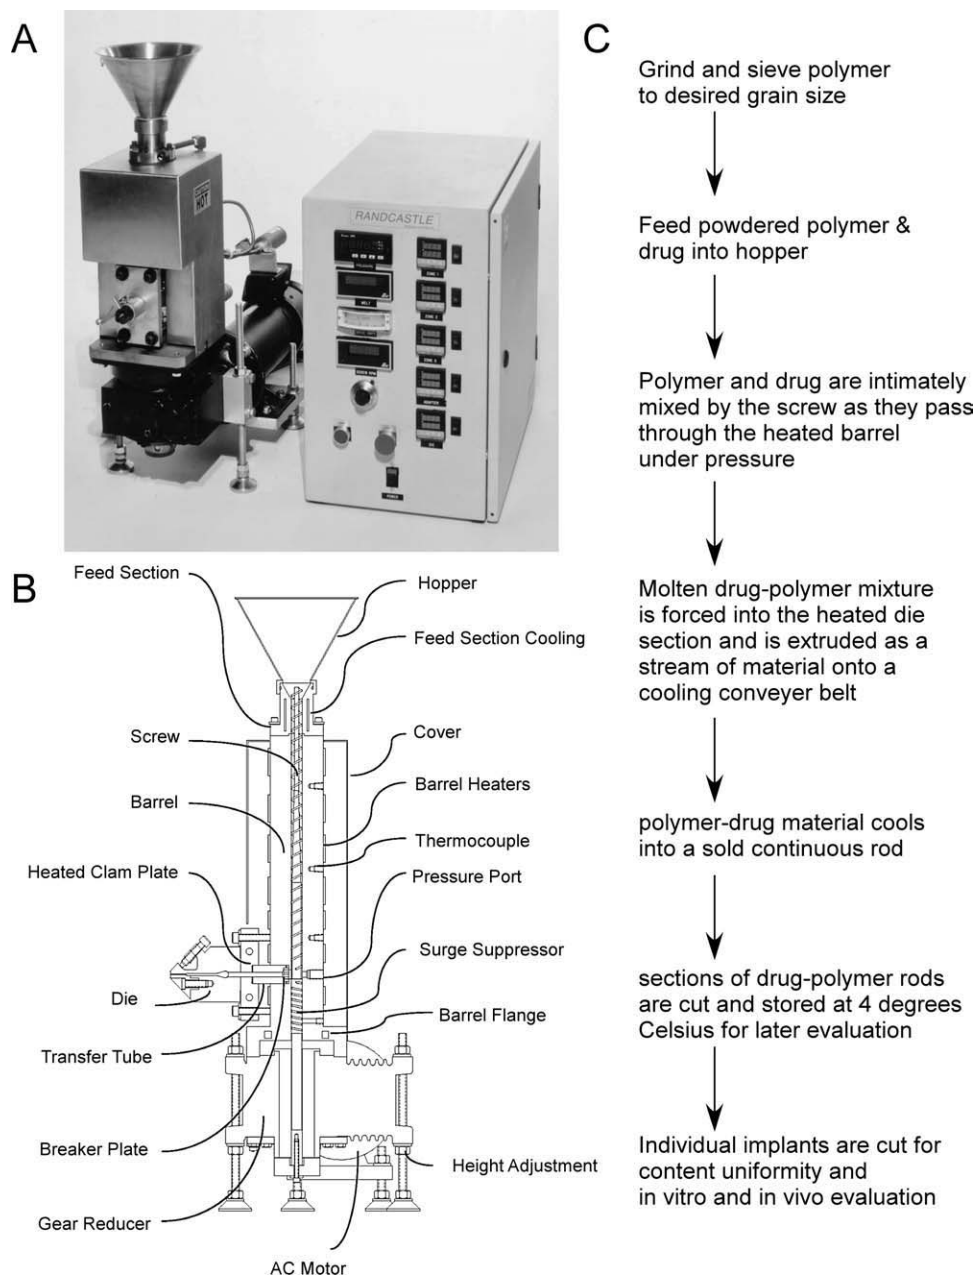 A
HOT
RANDCASTLE
POWER
B
Feed Section
Hopper
Feed Section Cooling
Screw
Cover
Barrel
Barrel Heaters
Thermocouple
Heated Clam Plate
Pressure Port
Surge Suppressor
Die
Barrel Flange
Transfer Tube
Breaker Plate
Height Adjustment
Gear Reducer
AC Motor
C
Grind and sieve polymer
to desired grain size
Feed powdered polymer &
drug into hopper
Polymer and drug are intimately
mixed by the screw as they pass
through the heated barrel
under pressure
Molten drug-polymer mixture
is forced into the heated die
section and is extruded as a
stream of material onto a
cooling conveyer belt
polymer-drug material cools
into a sold continuous rod
sections of drug-polymer rods
are cut and stored at 4 degrees
Celsius for later evaluation
Individual implants are cut for
content uniformity and
in vitro and in vivo evaluation